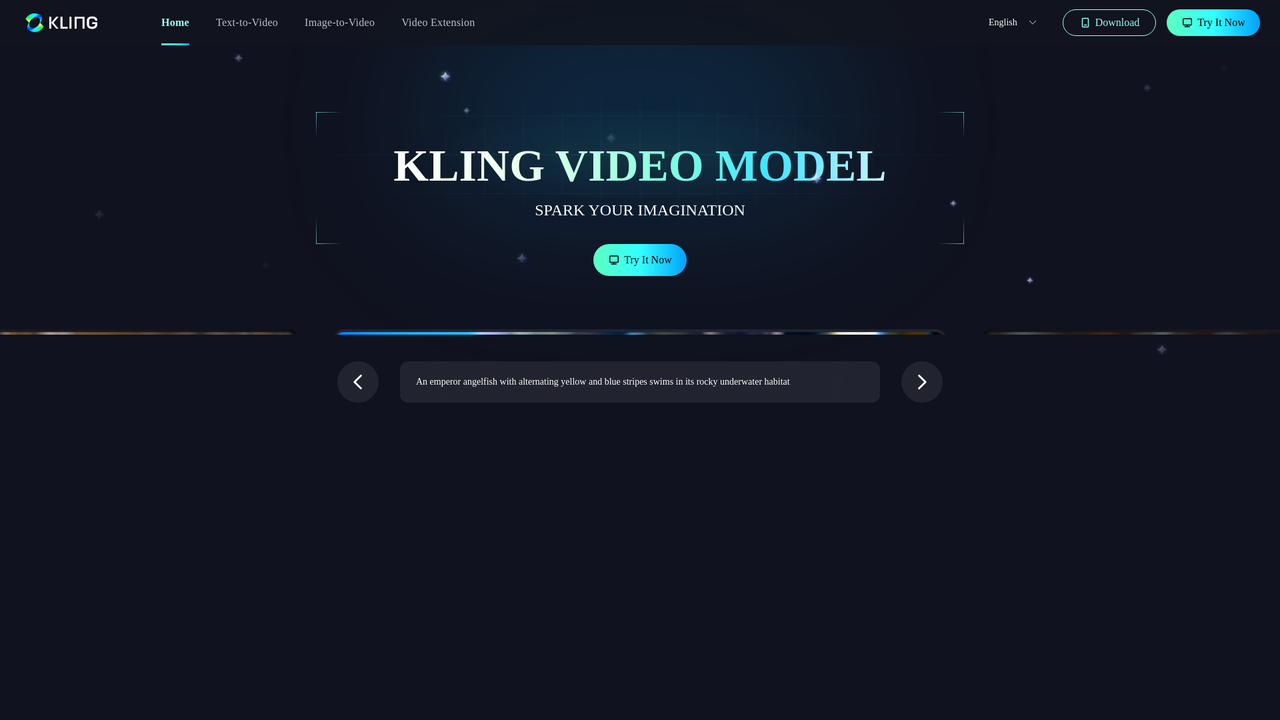 KLING
Home Text-to-Video Image-to-Video Video Extension English Download Try It Now
KLING VIDEO MODEL
SPARK YOUR IMAGINATION
Try It Now
An emperor angelfish with alternating yellow and blue stripes swims in its rocky underwater habitat